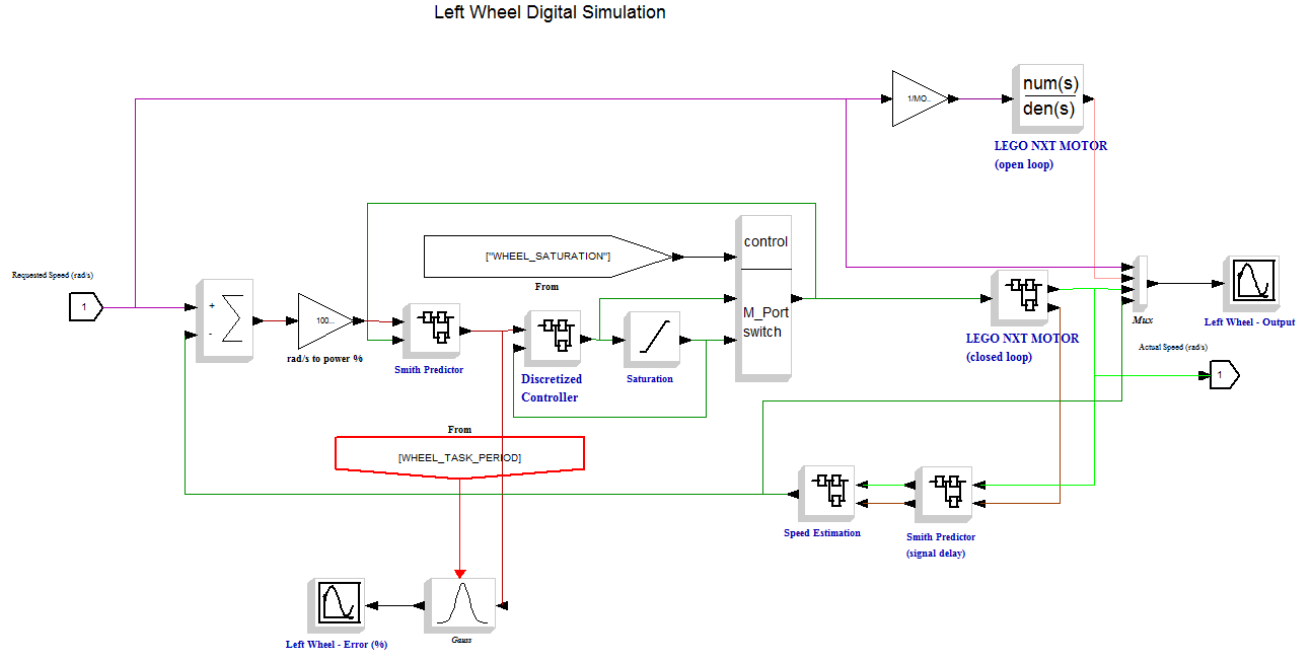 Left Wheel Digital Simulation
num(s)
den(s)
1/MO..
LEGO NXT MOTOR
(open loop)
control
["WHEEL_SATURATION"]
From
Requested Speed (rad/s)
1
+
-
100...
rad/s to power %
Smith Predictor
Discretized
Controller
Saturation
M_Port
switch
LEGO NXT MOTOR
(closed loop)
Mux
Left Wheel - Output
Actual Speed (rad/s)
1
From
[WHEEL_TASK_PERIOD]
Speed Estimation
Smith Predictor
(signal delay)
Left Wheel - Error (%)
Gauss